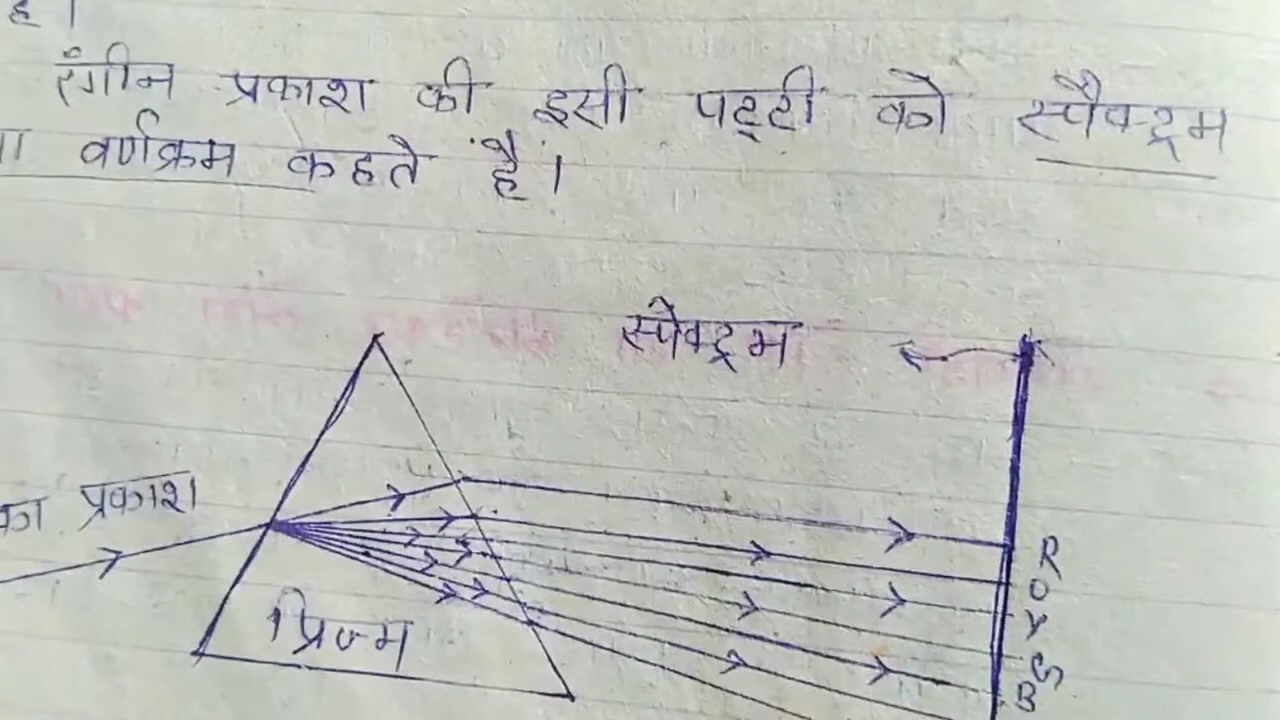 है।
रंगीन प्रकाश की इसी पट्टी को स्पैक्ट्रम
या वर्णक्रम कहते हैं।
स्पेक्ट्रम
का प्रकाश
प्रिज्म
R
O
Y
G
B